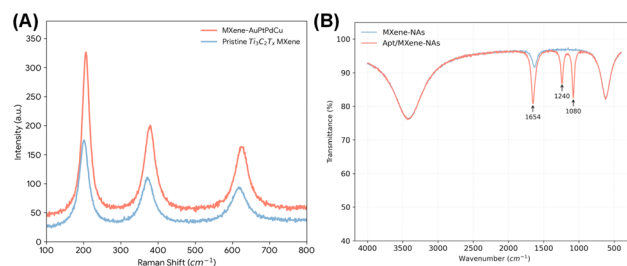 (A)
MXene-AuPtPdCu
Pristine Ti₃C₂Tₓ MXene
Intensity (a.u.)
350
300
250
200
150
100
50
0
100 200 300 400 500 600 700 800
Raman Shift (cm⁻¹)
(B)
MXene-NAs
Apt/MXene-NAs
Transmittance (%)
100
90
80
70
60
50
40
1654
1240
1080
4000 3500 3000 2500 2000 1500 1000 500
Wavenumber (cm⁻¹)